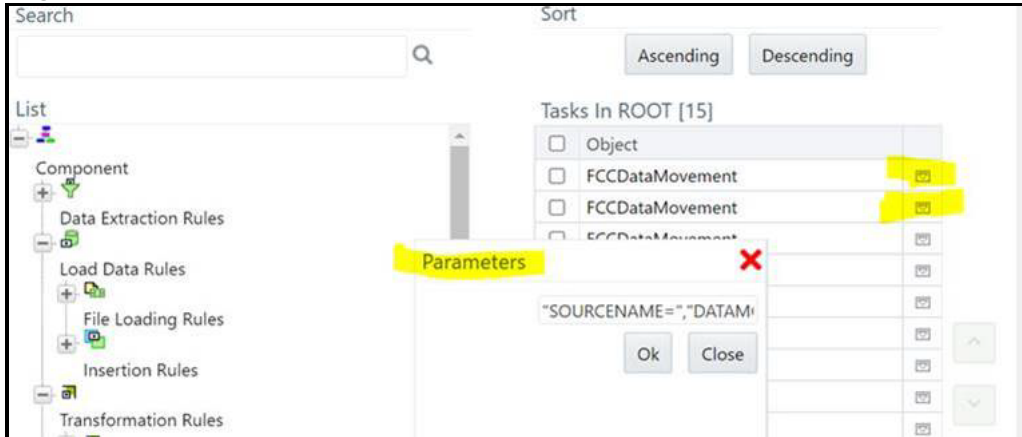 Search
Sort
Ascending Descending
List
Tasks In ROOT [15]
Object
Component
FCCDataMovement
Data Extraction Rules
FCCDataMovement
FCCDataMovement
Load Data Rules
Parameters
"SOURCENAME=","DATAM
File Loading Rules
Ok Close
Insertion Rules
Transformation Rules